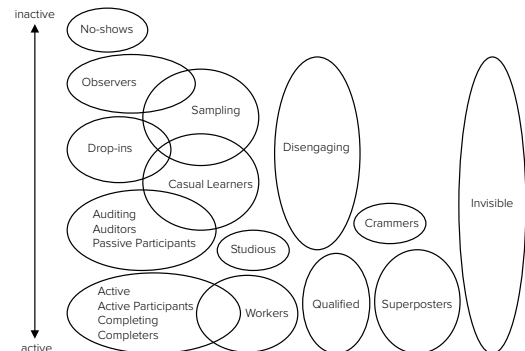 inactive
No-shows
Observers
Sampling
Drop-ins
Disengaging
Casual Learners
Invisible
Auditing
Auditors
Passive Participants
Crammers
Studious
Active
Active Participants
Completing
Completers
Workers
Qualified
Superposters
active